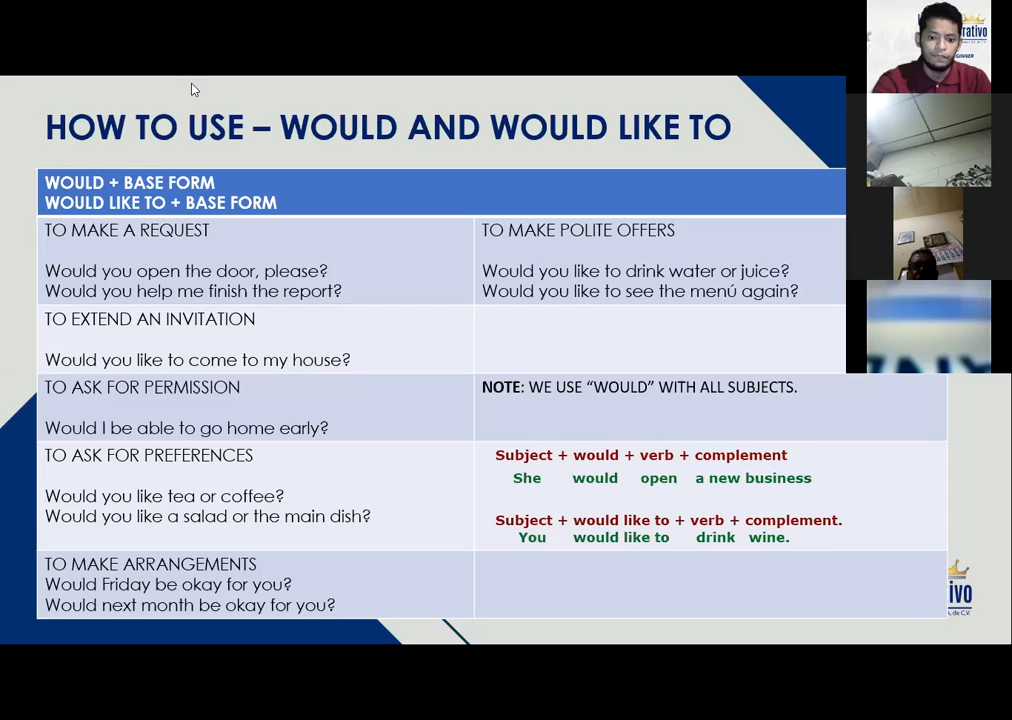 HOW TO USE – WOULD AND WOULD LIKE TO
WOULD + BASE FORM
WOULD LIKE TO + BASE FORM
TO MAKE A REQUEST
Would you open the door, please?
Would you help me finish the report?
TO MAKE POLITE OFFERS
Would you like to drink water or juice?
Would you like to see the menú again?
TO EXTEND AN INVITATION
Would you like to come to my house?
TO ASK FOR PERMISSION
Would I be able to go home early?
NOTE: WE USE “WOULD” WITH ALL SUBJECTS.
TO ASK FOR PREFERENCES
Would you like tea or coffee?
Would you like a salad or the main dish?
Subject + would + verb + complement
She would open a new business
Subject + would like to + verb + complement.
You would like to drink wine.
TO MAKE ARRANGEMENTS
Would Friday be okay for you?
Would next month be okay for you?
ivo
de C.V.
rativo